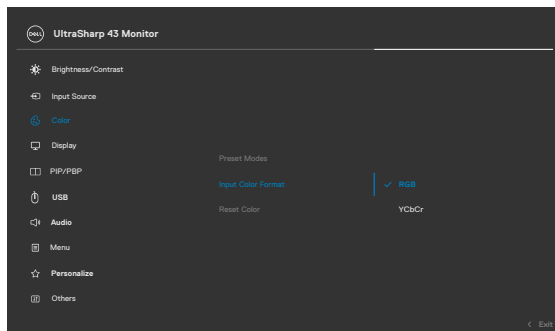 DELL UltraSharp 43 Monitor
Brightness/Contrast
Input Source
Color
Display
PIP/PBP
USB
Audio
Menu
Personalize
Others
Preset Modes
Input Color Format
Reset Color
RGB
YCbCr
Exit